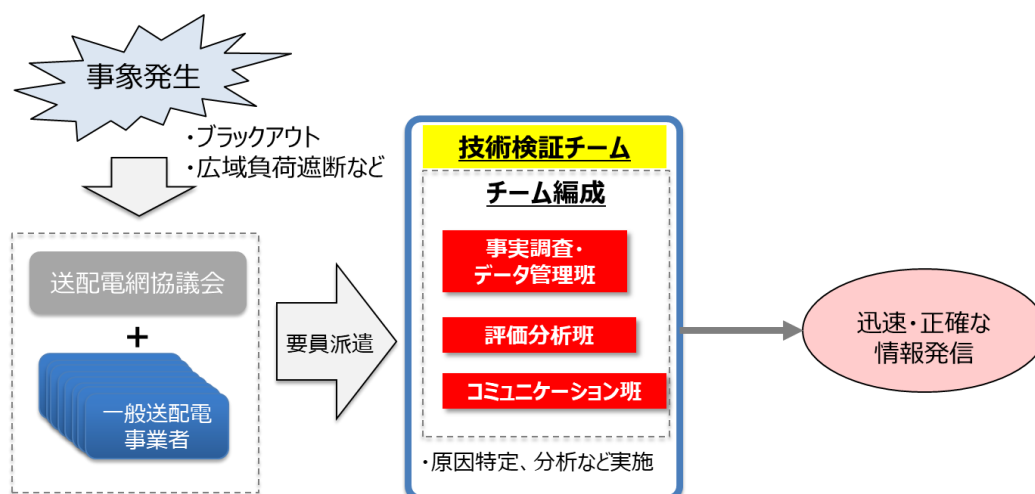 事象発生
・ブラックアウト
・広域負荷遮断など
送配電網協議会
+
一般送配電
事業者
要員派遣
技術検証チーム
チーム編成
事実調査・
データ管理班
評価分析班
コミュニケーション班
・原因特定、分析など実施
迅速・正確な
情報発信